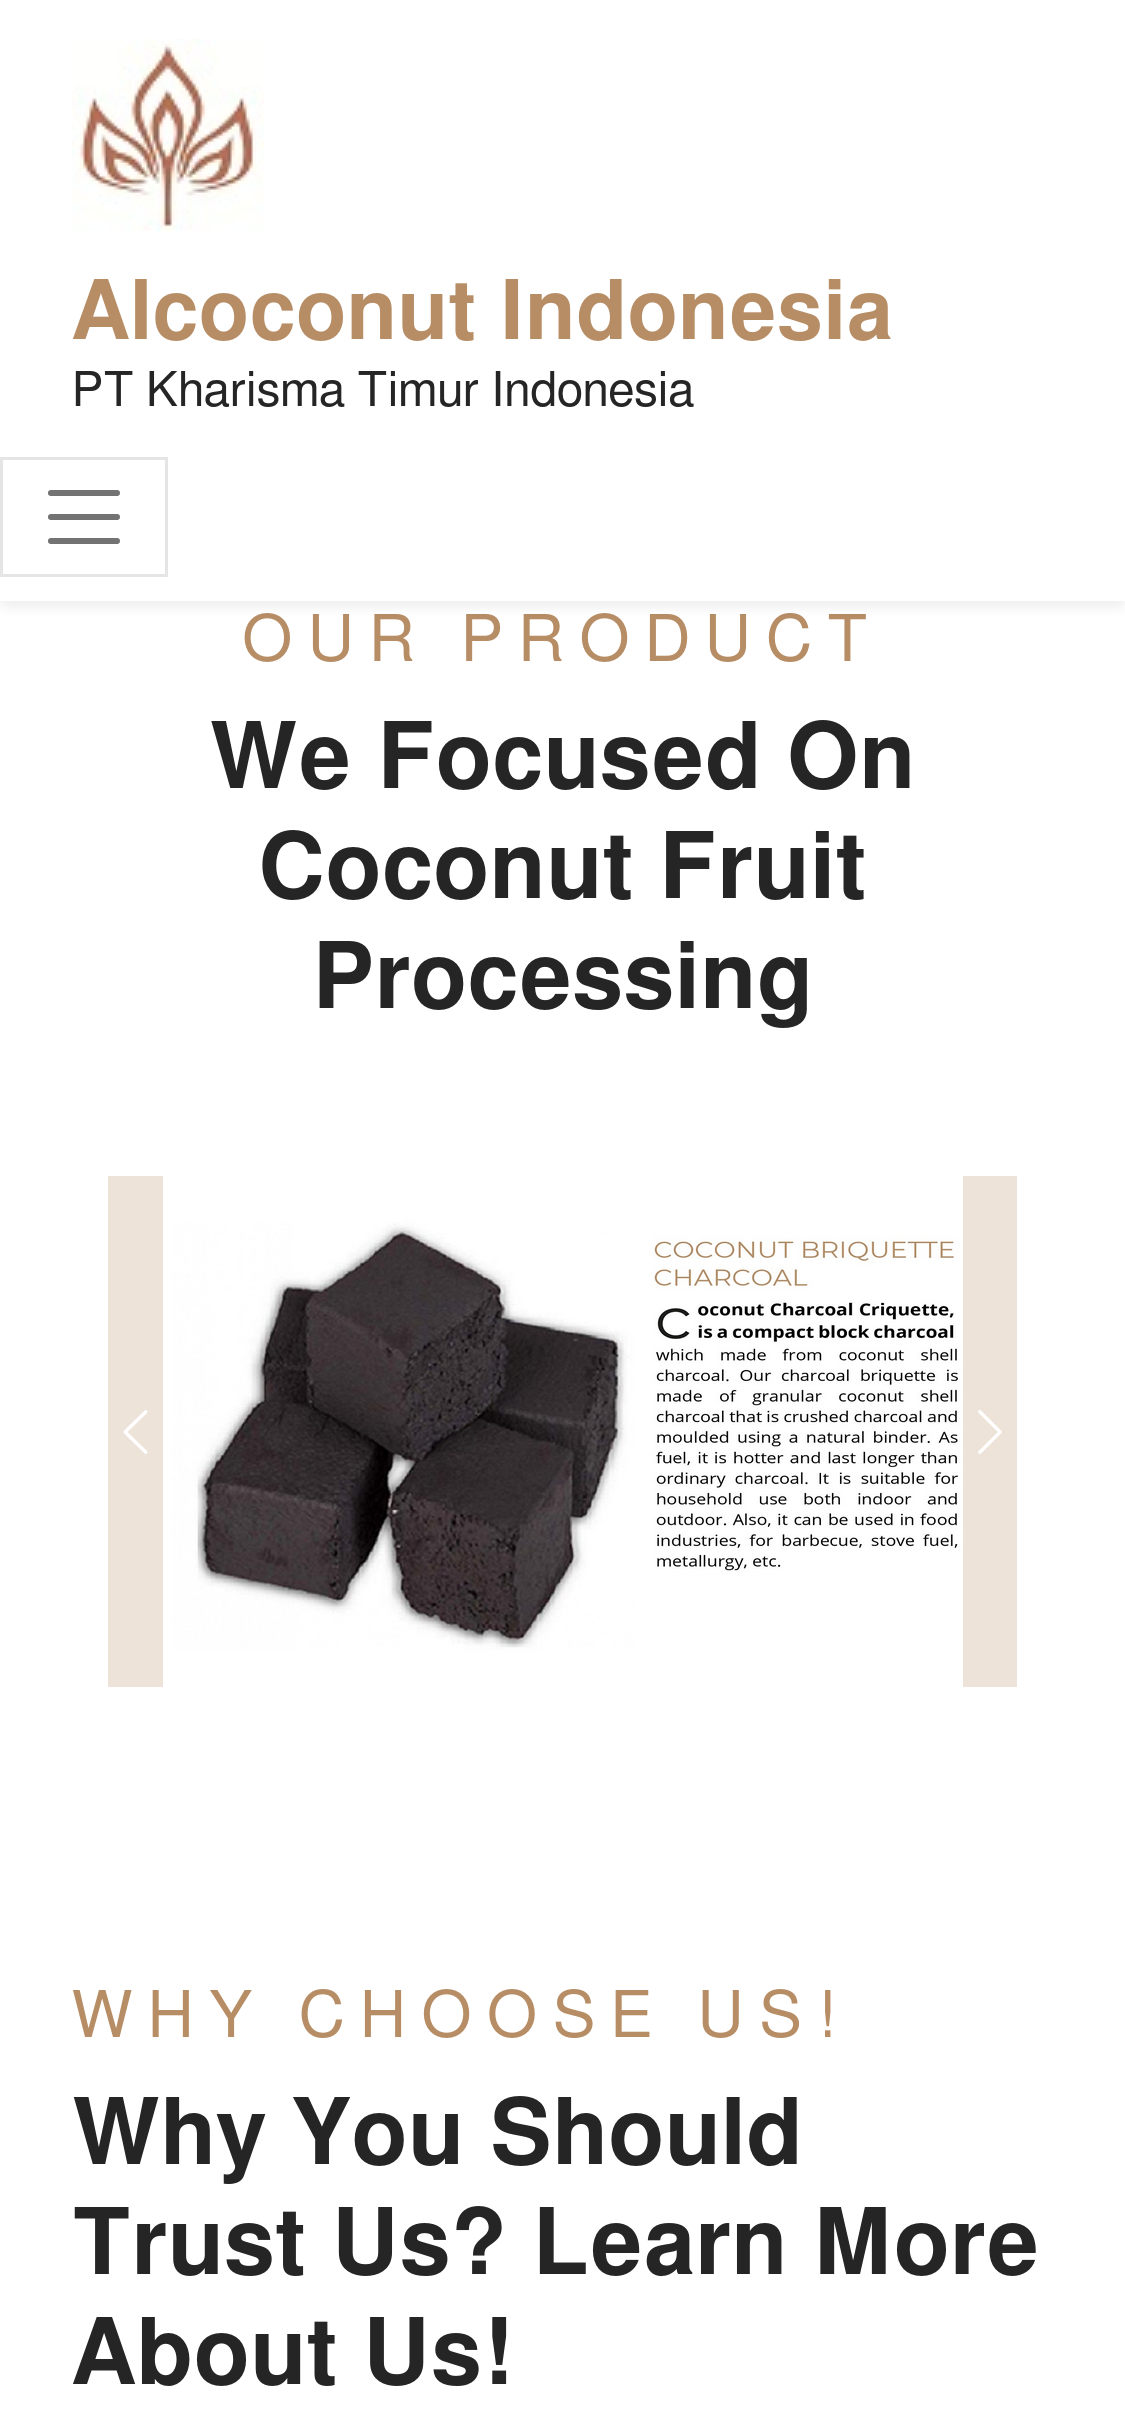 Alcoconut Indonesia
PT Kharisma Timur Indonesia
OUR PRODUCT
We Focused On
Coconut Fruit
Processing
COCONUT BRIQUETTE
CHARCOAL
Coconut Charcoal Criquette,
is a compact block charcoal
which made from coconut shell
charcoal. Our charcoal briquette is
made of granular coconut shell
charcoal that is crushed charcoal and
moulded using a natural binder. As
fuel, it is hotter and last longer than
ordinary charcoal. It is suitable for
household use both indoor and
outdoor. Also, it can be used in food
industries, for barbecue, stove fuel,
metallurgy, etc.
WHY CHOOSE US!
Why You Should
Trust Us? Learn More
About Us!